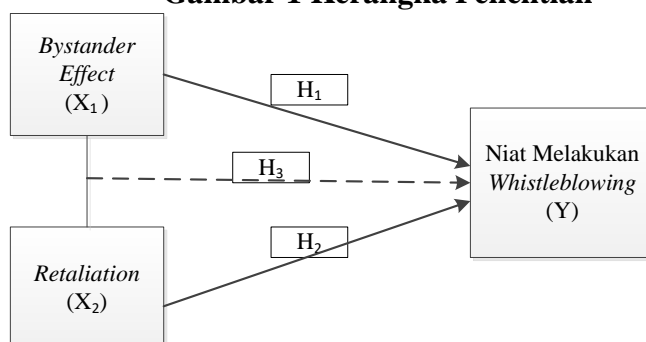 Gambar 1 Kerangka Penelitian
Bystander
Effect
(X₁)
H₁
Niat Melakukan
Whistleblowing
(Y)
H₃
H₂
Retaliation
(X₂)